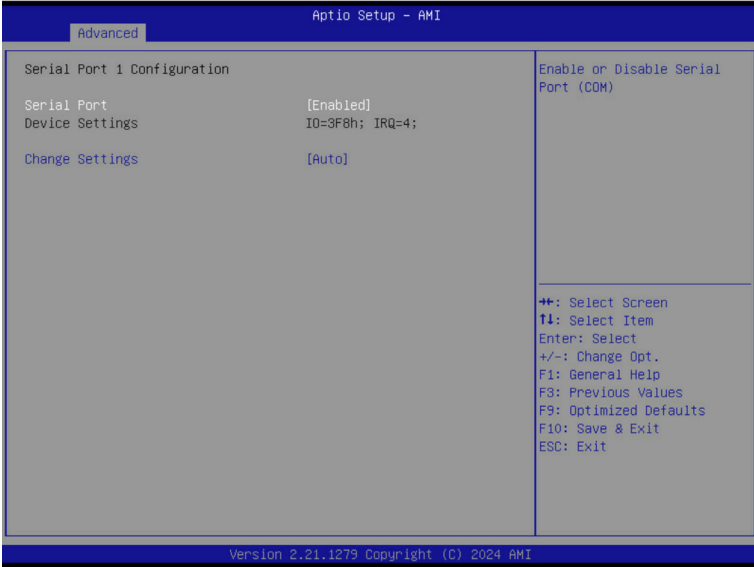 Aptio Setup – AMI
Advanced
Serial Port 1 Configuration
Serial Port [Enabled]
Device Settings IO=3F8h; IRQ=4;
Change Settings [Auto]
Enable or Disable Serial
Port (COM)
→←: Select Screen
↑↓: Select Item
Enter: Select
+/-: Change Opt.
F1: General Help
F3: Previous Values
F9: Optimized Defaults
F10: Save & Exit
ESC: Exit
Version 2.21.1279 Copyright (C) 2024 AMI